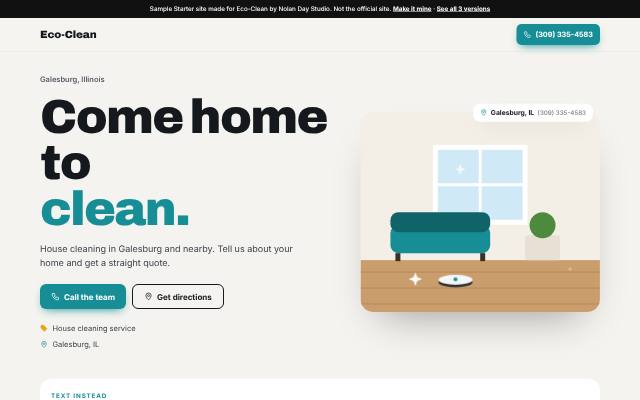 Sample Starter site made for Eco-Clean by Nolan Day Studio. Not the official site. Make it mine · See all 3 versions
Eco-Clean
(309) 335-4583
Galesburg, Illinois
Come home
to
clean.
House cleaning in Galesburg and nearby. Tell us about your
home and get a straight quote.
Call the team
Get directions
House cleaning service
Galesburg, IL
Galesburg, IL (309) 335-4583
TEXT INSTEAD